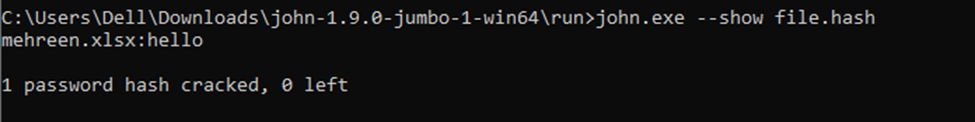 C:\Users\Dell\Downloads\john-1.9.0-jumbo-1-win64\run>john.exe --show file.hash
mehreen.xlsx:hello
1 password hash cracked, 0 left